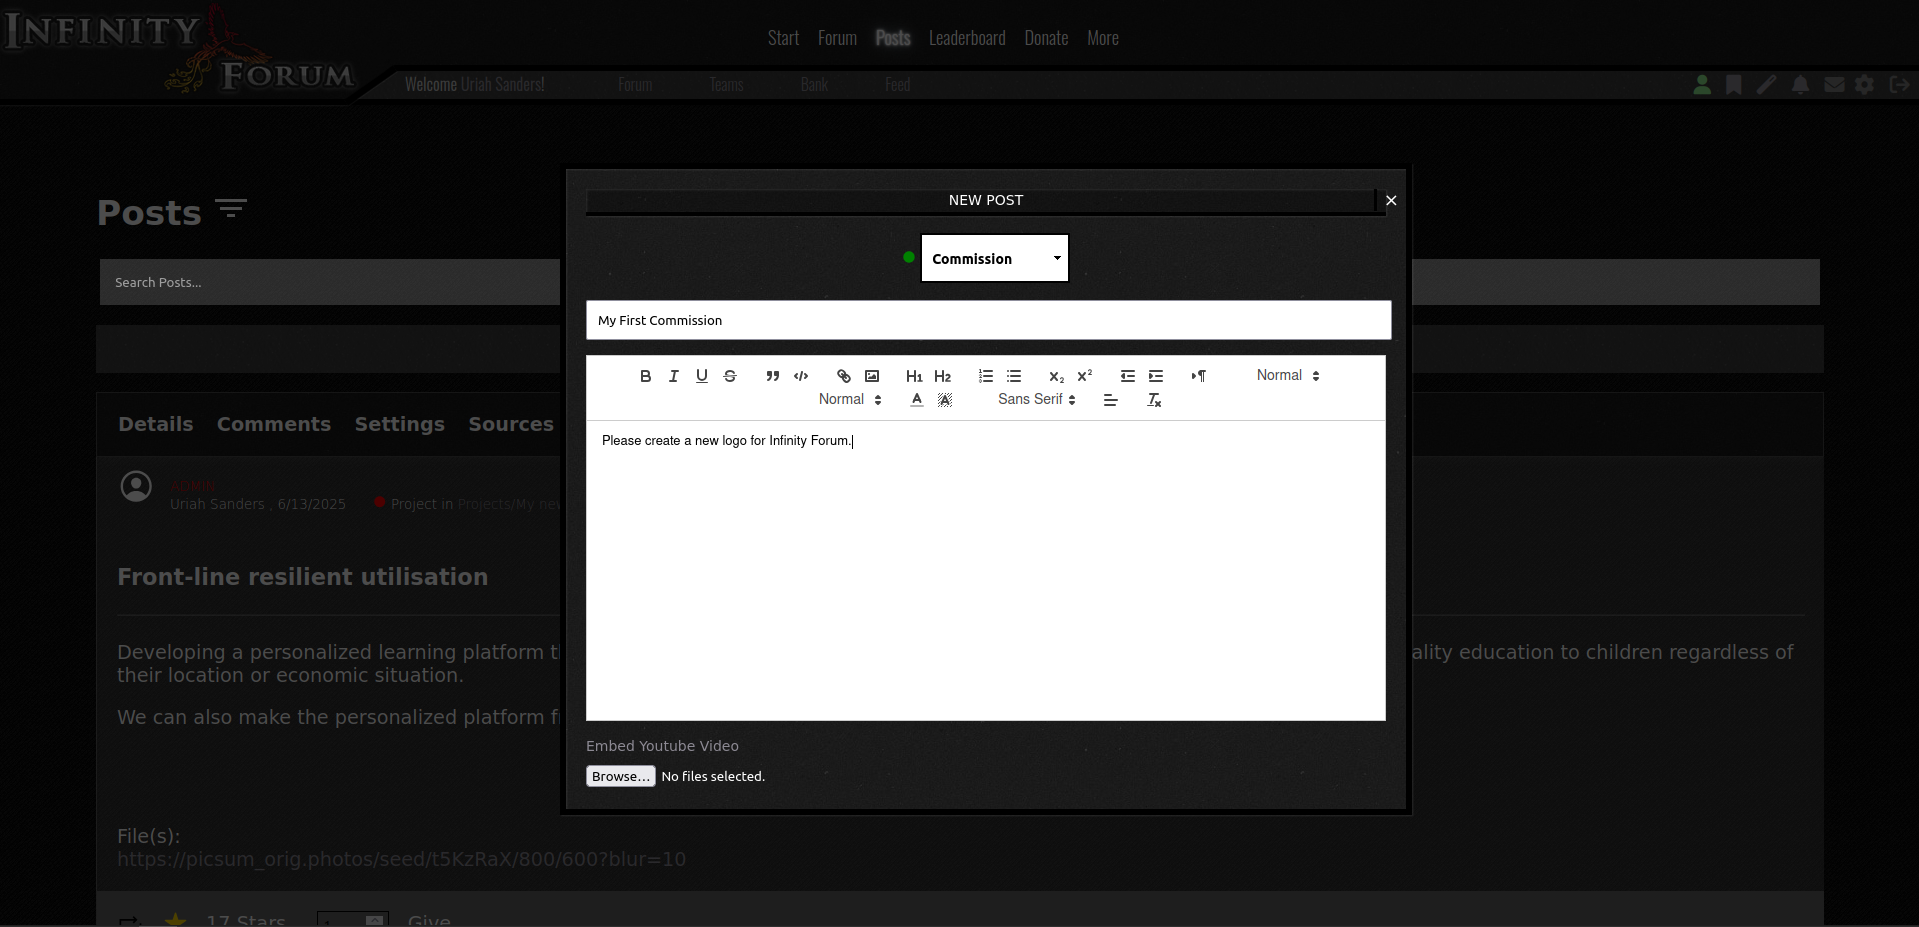 INFINITY
FORUM
Start Forum Posts Leaderboard Donate More
Welcome Uriah Sanders! Forum Teams Bank Feed
Posts
Search Posts...
NEW POST
Commission
My First Commission
B I U S H1 H2 X2 X2 Normal
Normal A A Sans Serif Tx
Please create a new logo for Infinity Forum.
Embed Youtube Video
Browse... No files selected.
Details Comments Settings Sources
ADMIN
Uriah Sanders , 6/13/2025 Project in Projects/My new
Front-line resilient utilisation
Developing a personalized learning platform
ality education to children regardless of
their location or economic situation.
We can also make the personalized platform
File(s):
https://picsum_orig.photos/seed/t5KzRaX/800/600?blur=10
17 Stars Give